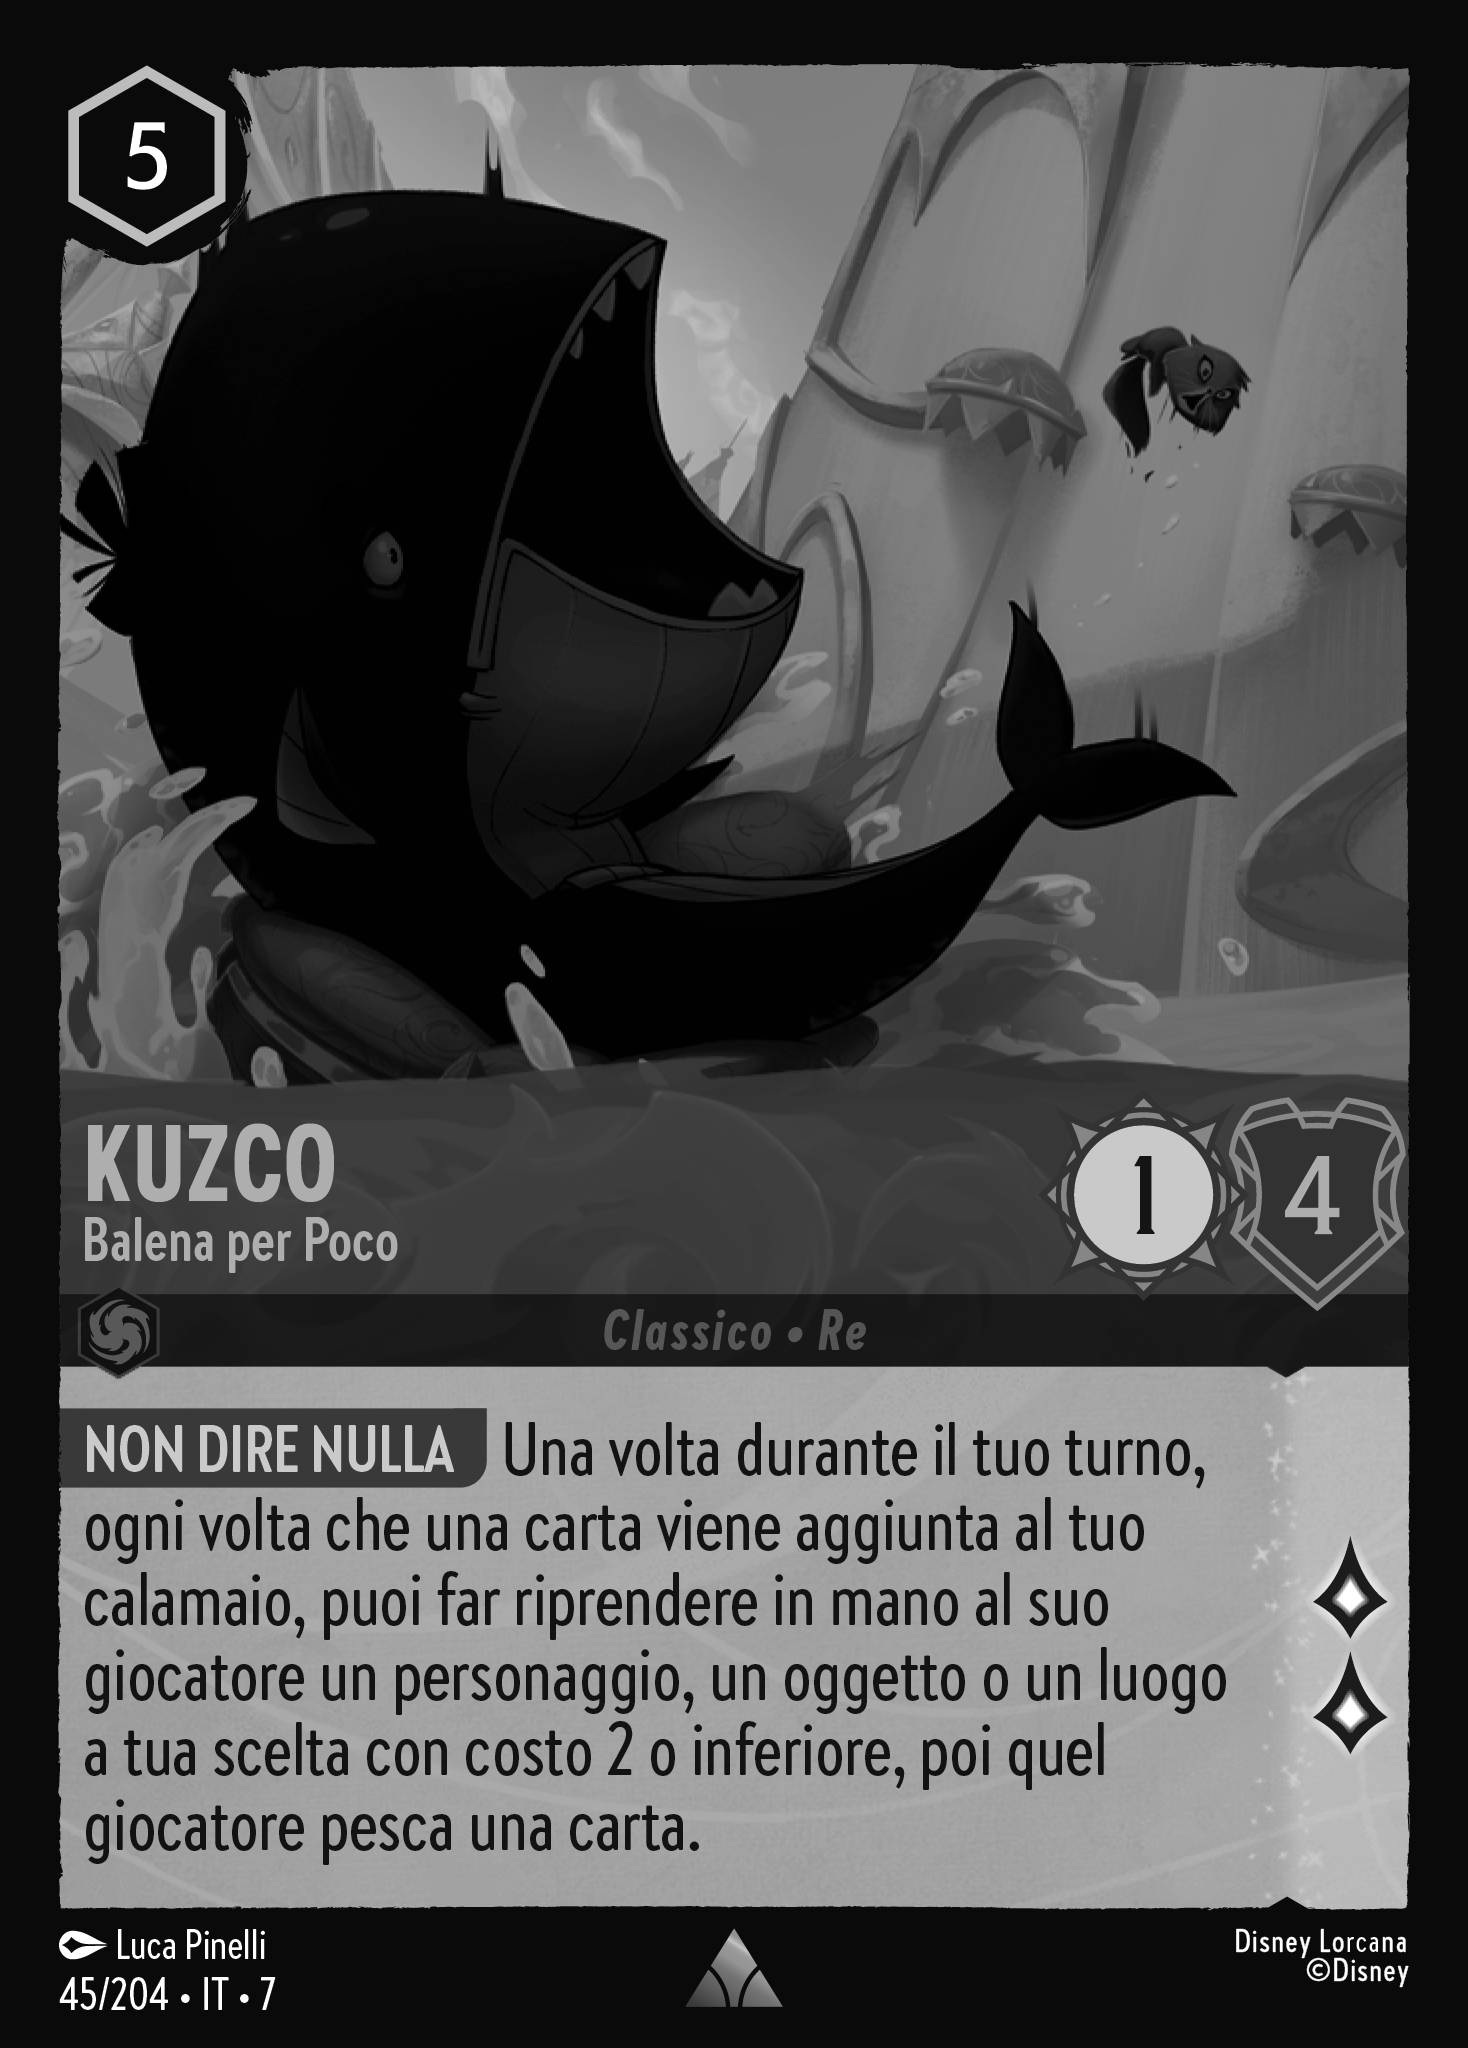 5
KUZCO
Balena per Poco
1
4
Classico • Re
NON DIRE NULLA Una volta durante il tuo turno,
ogni volta che una carta viene aggiunta al tuo
calamaio, puoi far riprendere in mano al suo
giocatore un personaggio, un oggetto o un luogo
a tua scelta con costo 2 o inferiore, poi quel
giocatore pesca una carta.
Luca Pinelli
45/204 • IT • 7
Disney Lorcana
©Disney